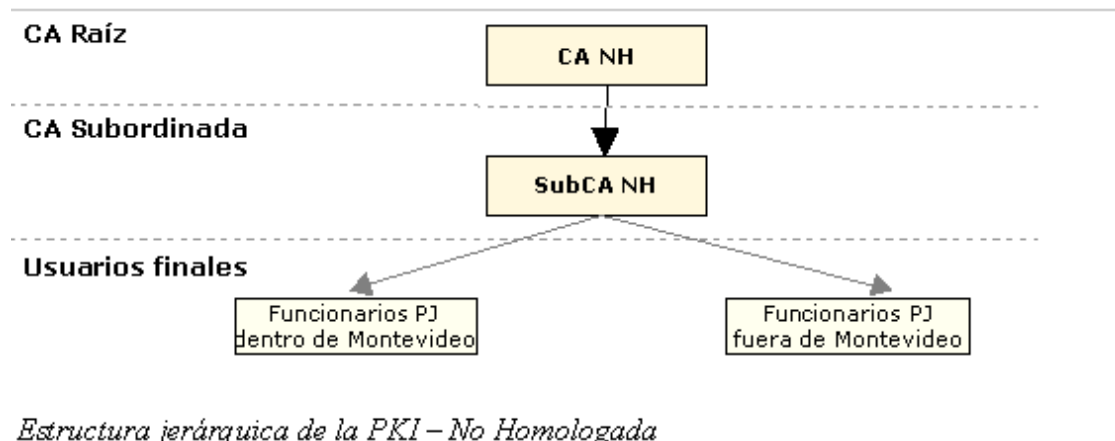 CA Raíz
CA NH
CA Subordinada
SubCA NH
Usuarios finales
Funcionarios PJ
dentro de Montevideo
Funcionarios PJ
fuera de Montevideo
Estructura jerárquica de la PKI – No Homologada